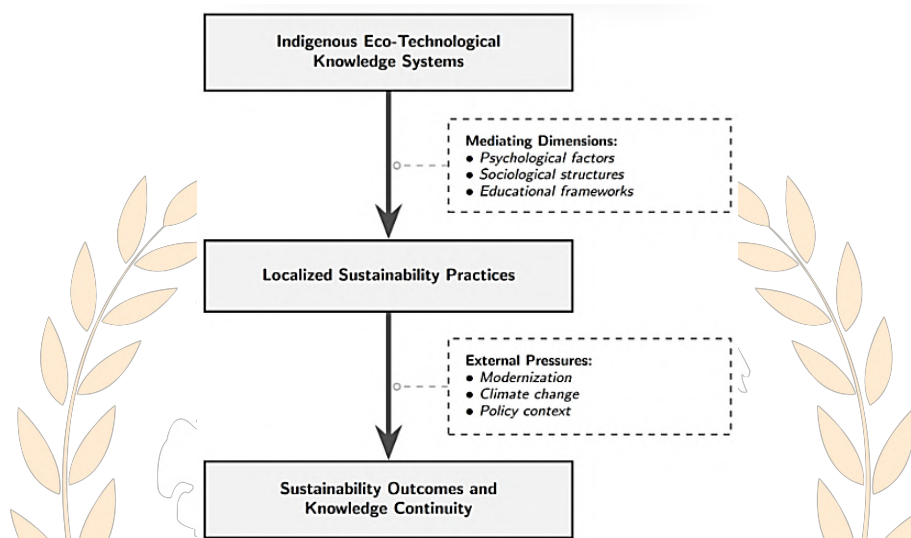 Indigenous Eco-Technological
Knowledge Systems
Mediating Dimensions:
● Psychological factors
● Sociological structures
● Educational frameworks
Localized Sustainability Practices
External Pressures:
● Modernization
● Climate change
● Policy context
Sustainability Outcomes and
Knowledge Continuity